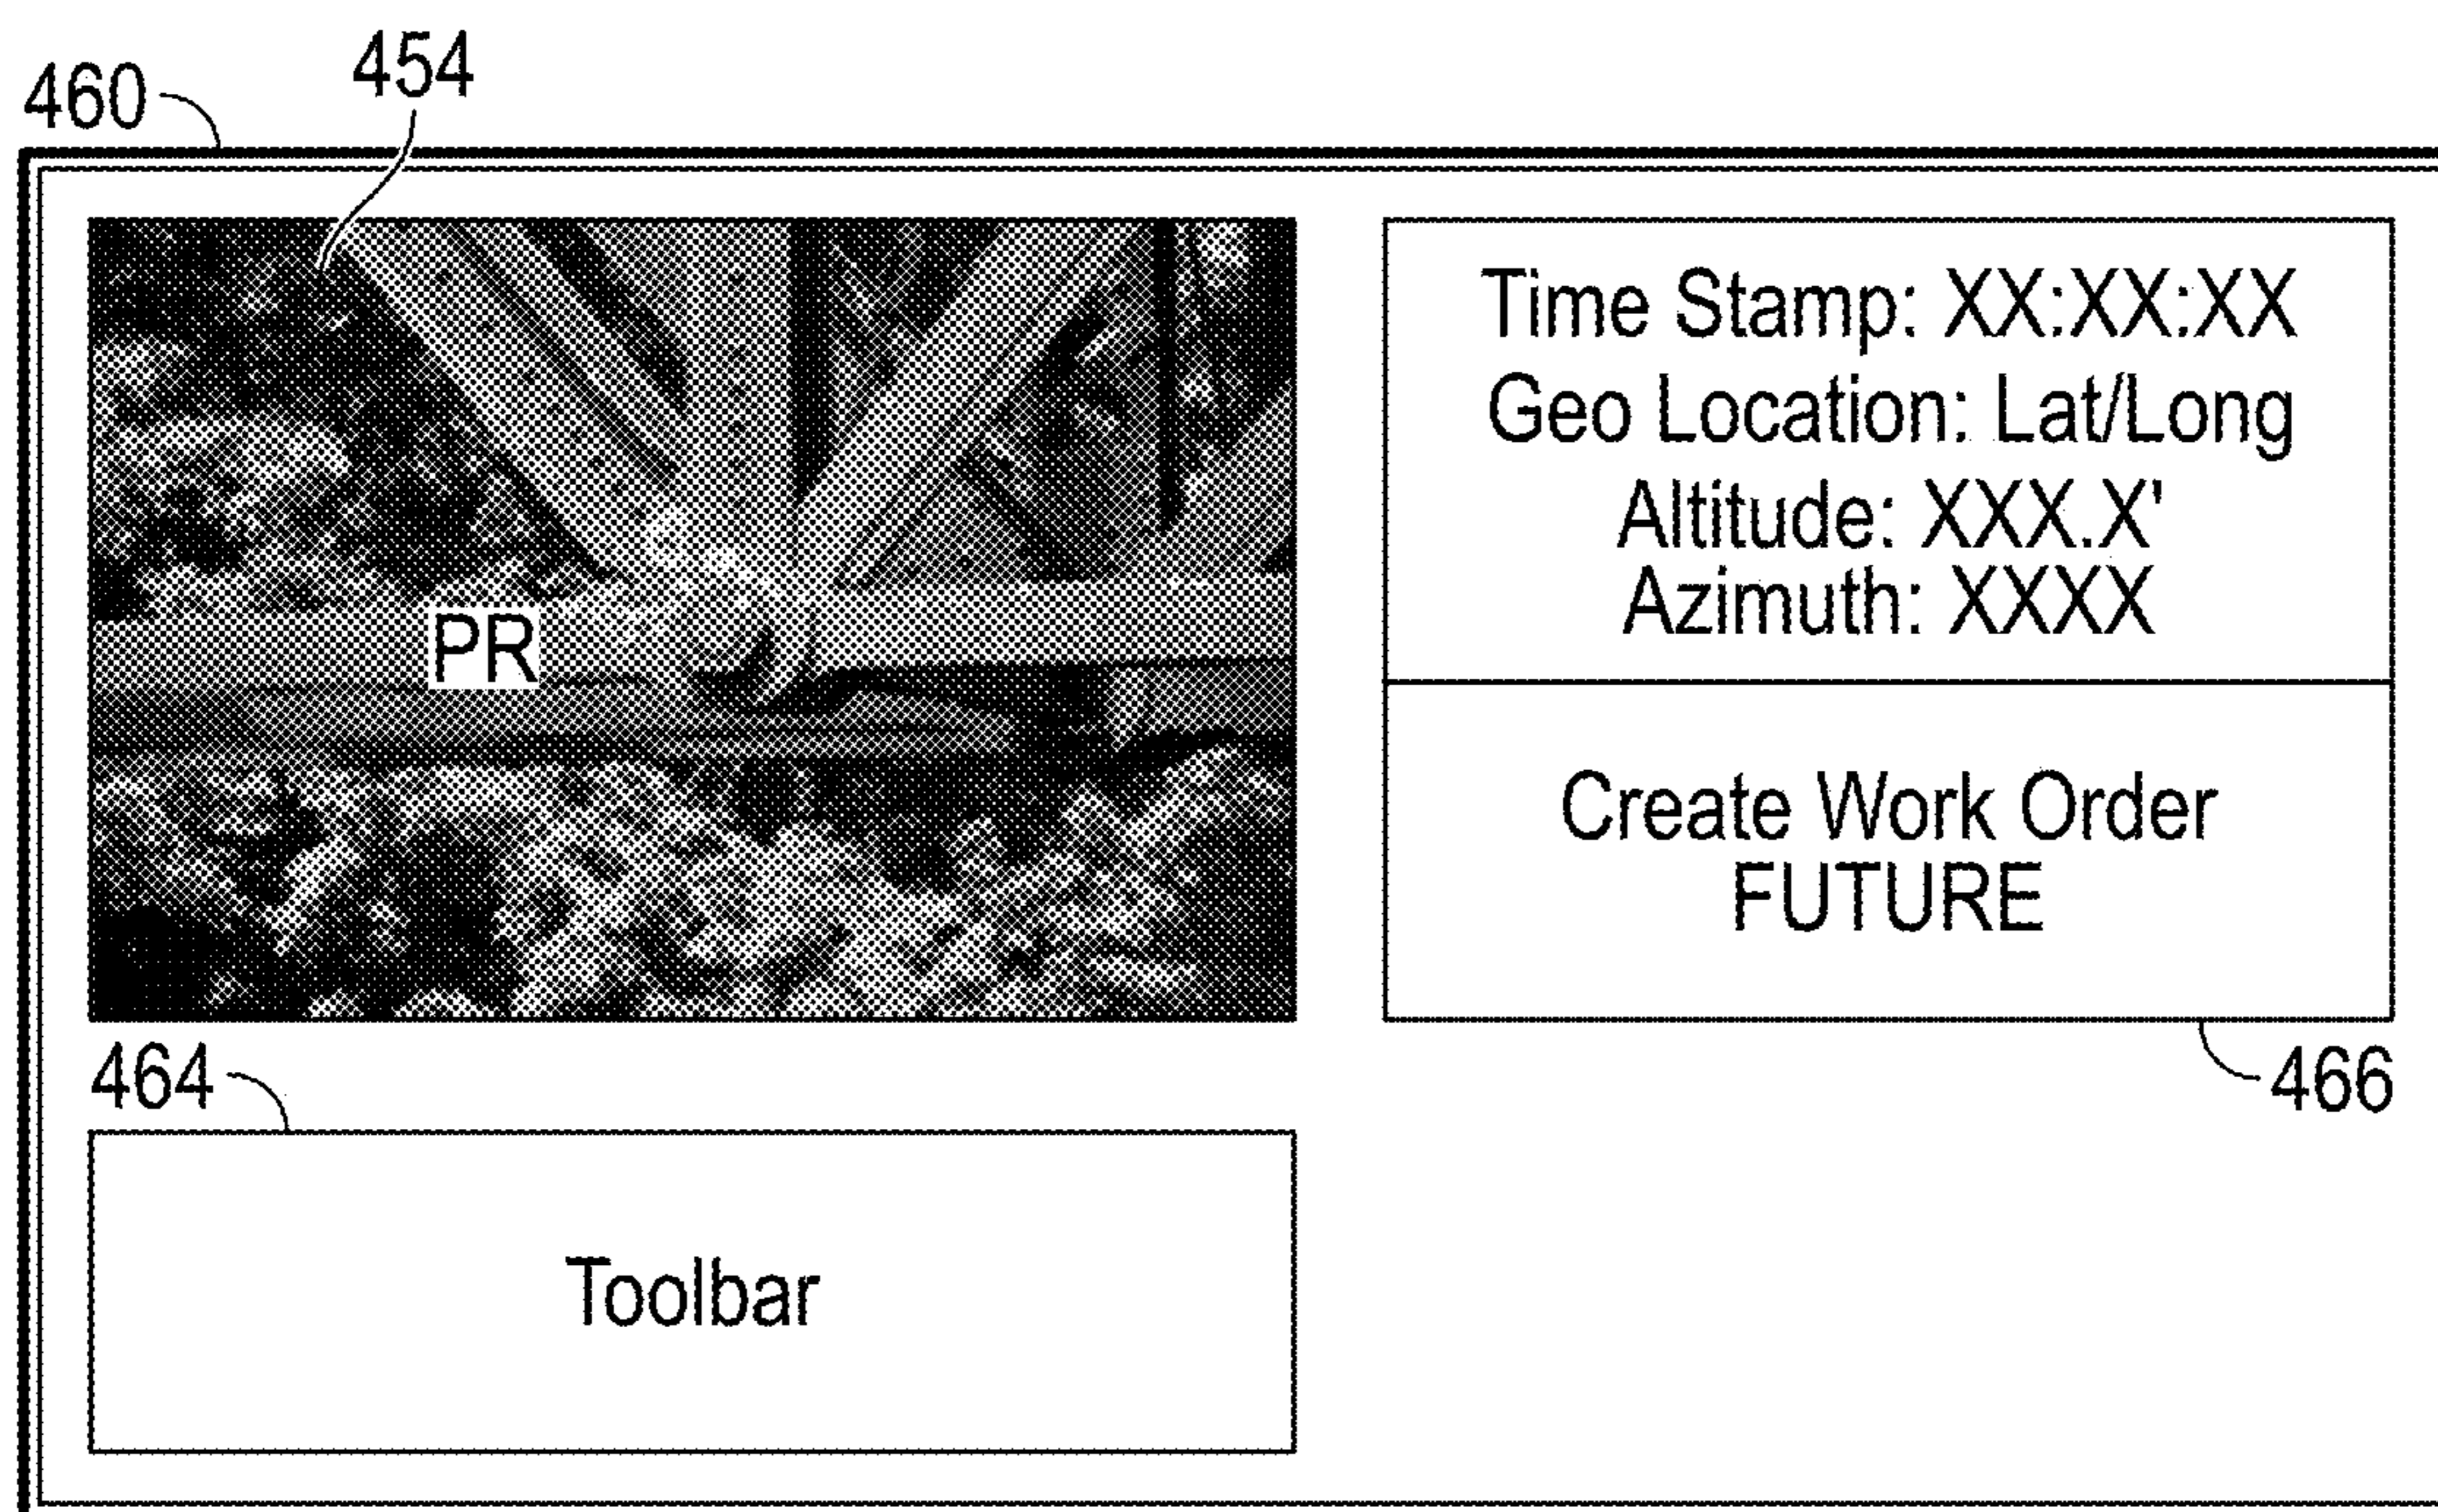 460
454
PR
Time Stamp: XX:XX:XX
Geo Location: Lat/Long
Altitude: XXX.X'
Azimuth: XXXX
Create Work Order
FUTURE
464
466
Toolbar